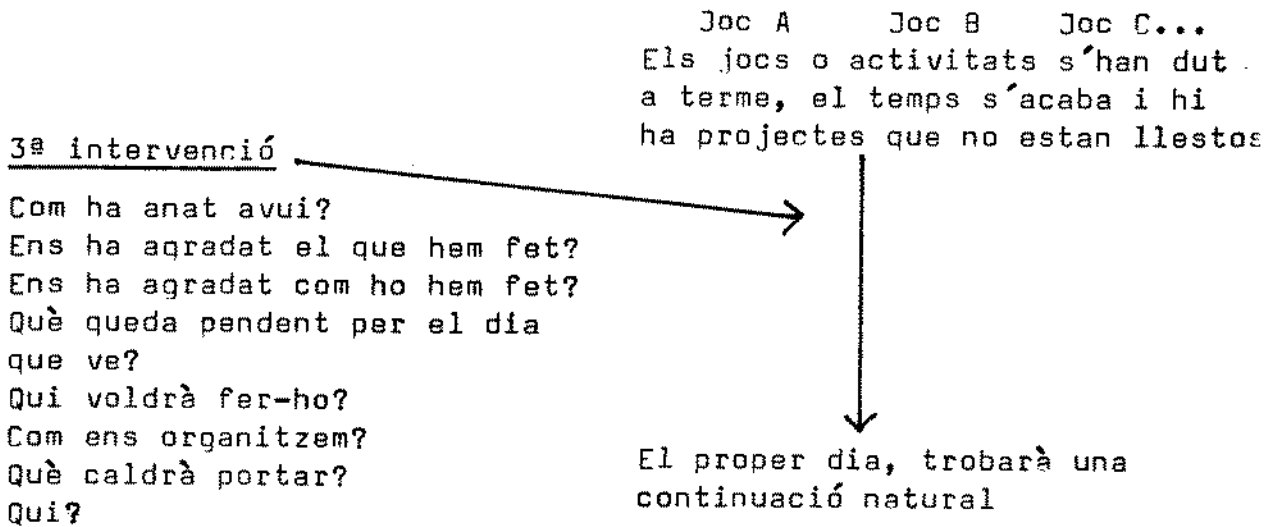 Joc A Joc B Joc C...
Els jocs o activitats s´han dut
a terme, el temps s´acaba i hi
ha projectes que no estan llestos
3ª intervenció
Com ha anat avui?
Ens ha agradat el que hem fet?
Ens ha agradat com ho hem fet?
Què queda pendent per el dia
que ve?
Qui voldrà fer-ho?
Com ens organitzem?
Què caldrà portar?
Qui?
El proper dia, trobarà una
continuació natural